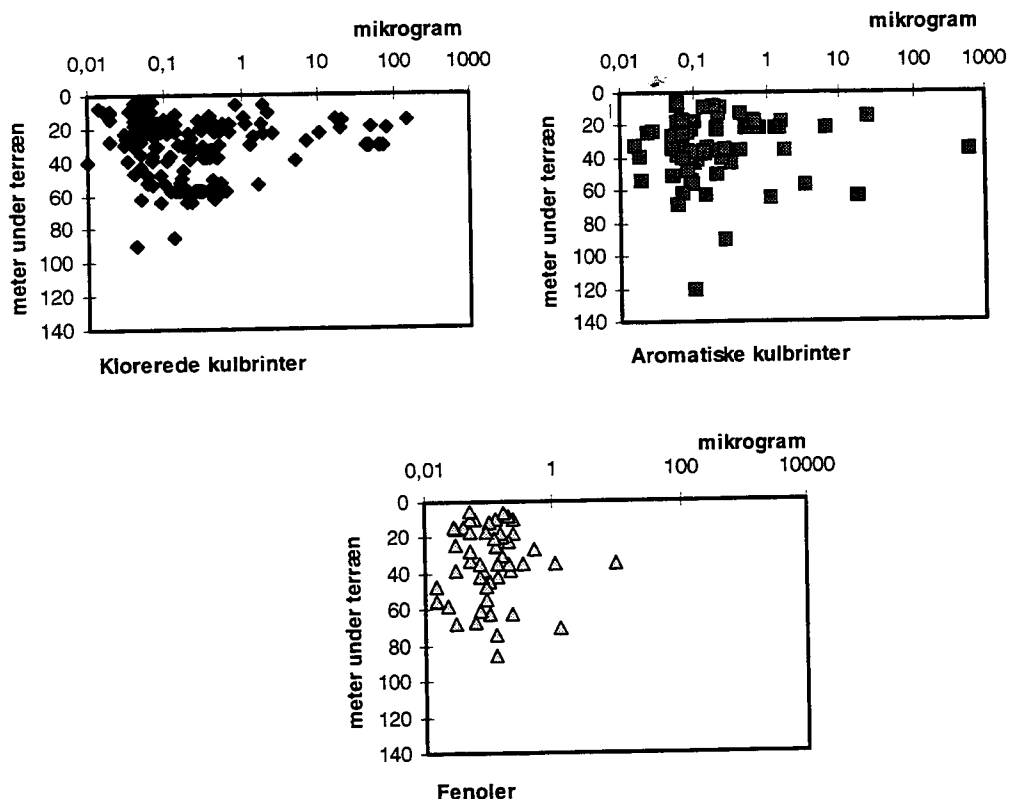 mikrogram
0,01 0,1 1 10 100 1000
0
20
40
60
80
100
120
140
meter under terræn
Klorerede kulbrinter
mikrogram
0,01 0,1 1 10 100 1000
0
20
40
60
80
100
120
140
meter under terræn
Aromatiske kulbrinter
mikrogram
0,01 1 100 10000
0
20
40
60
80
100
120
140
meter under terræn
Fenoler